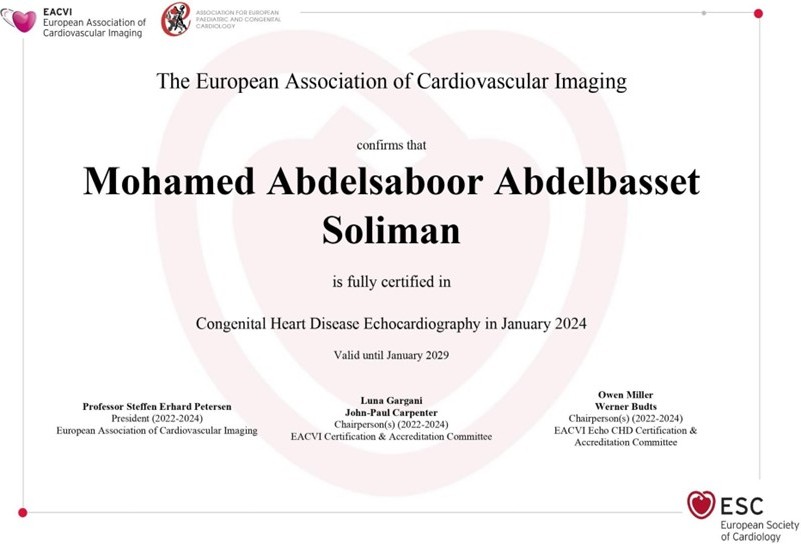 EACVI
European Association of
Cardiovascular Imaging
ASSOCIATION FOR EUROPEAN
PAEDIATRIC AND CONGENITAL
CARDIOLOGY
The European Association of Cardiovascular Imaging
confirms that
Mohamed Abdelsaboor Abdelbasset
Soliman
is fully certified in
Congenital Heart Disease Echocardiography in January 2024
Valid until January 2029
Professor Steffen Erhard Petersen
President (2022-2024)
European Association of Cardiovascular Imaging
Luna Gargani
John-Paul Carpenter
Chairperson(s) (2022-2024)
EACVI Certification & Accreditation Committee
Owen Miller
Werner Budts
Chairperson(s) (2022-2024)
EACVI Echo CHD Certification &
Accreditation Committee
ESC
European Society
of Cardiology